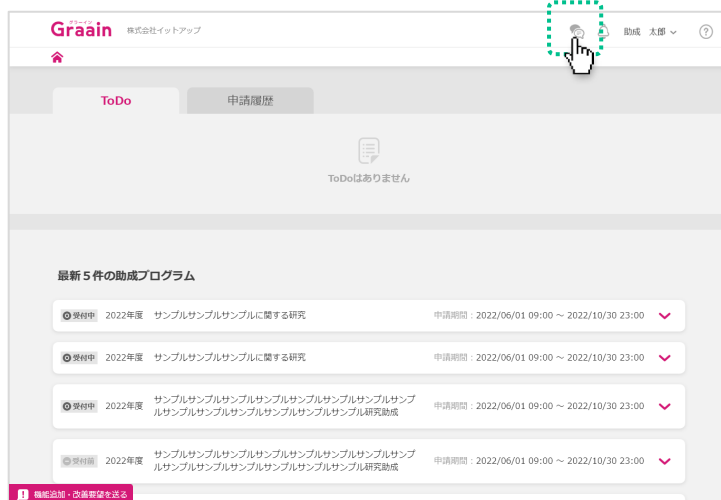 グラーイン
Graain 株式会社イットアップ 助成 太郎 ?
ToDo 申請履歴
ToDoはありません
最新５件の助成プログラム
受付中 2022年度 サンプルサンプルサンプルに関する研究 申請期間：2022/06/01 09:00 ～ 2022/10/30 23:00
受付中 2022年度 サンプルサンプルサンプルに関する研究 申請期間：2022/06/01 09:00 ～ 2022/10/30 23:00
サンプルサンプルサンプルサンプルサンプルサンプルサンプルサンプ
受付中 2022年度 申請期間：2022/06/01 09:00 ～ 2022/10/30 23:00
ルサンプルサンプルサンプルサンプルサンプルサンプル研究助成
サンプルサンプルサンプルサンプルサンプルサンプルサンプルサンプ
受付前 2022年度 申請期間：2022/06/01 09:00 ～ 2022/10/30 23:00
ルサンプルサンプルサンプルサンプルサンプルサンプル研究助成
機能追加・改善要望を送る